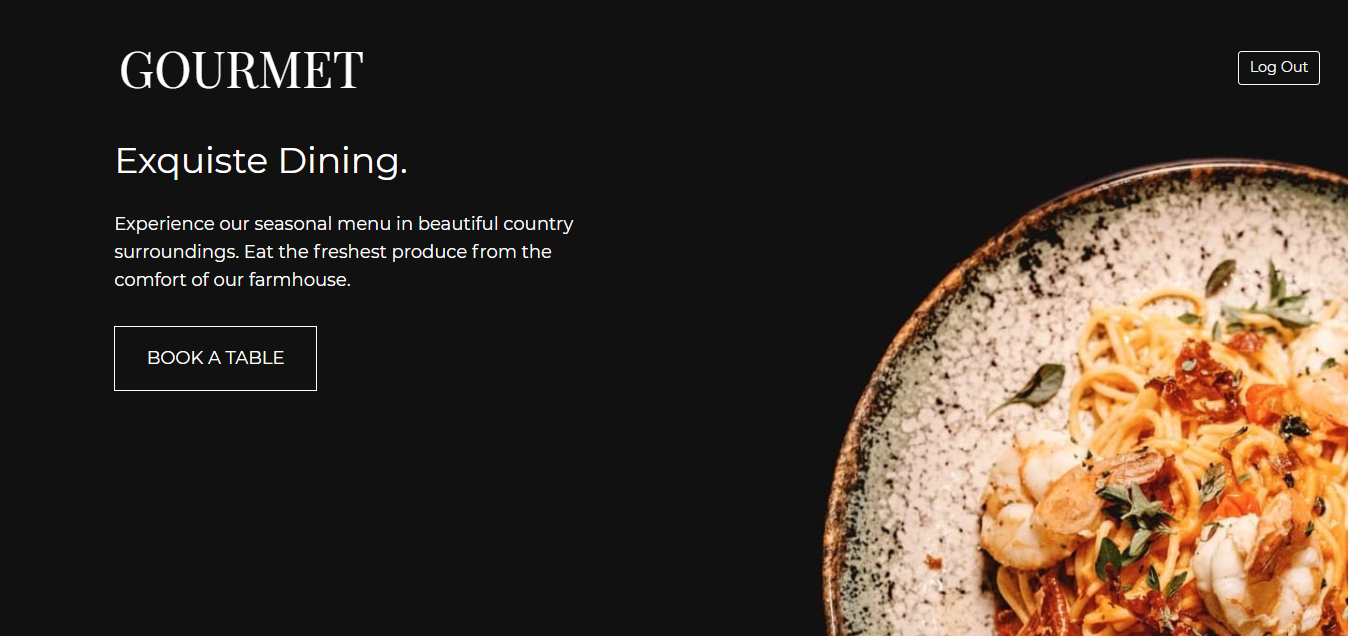 GOURMET
Log Out
Exquiste Dining.
Experience our seasonal menu in beautiful country
surroundings. Eat the freshest produce from the
comfort of our farmhouse.
BOOK A TABLE